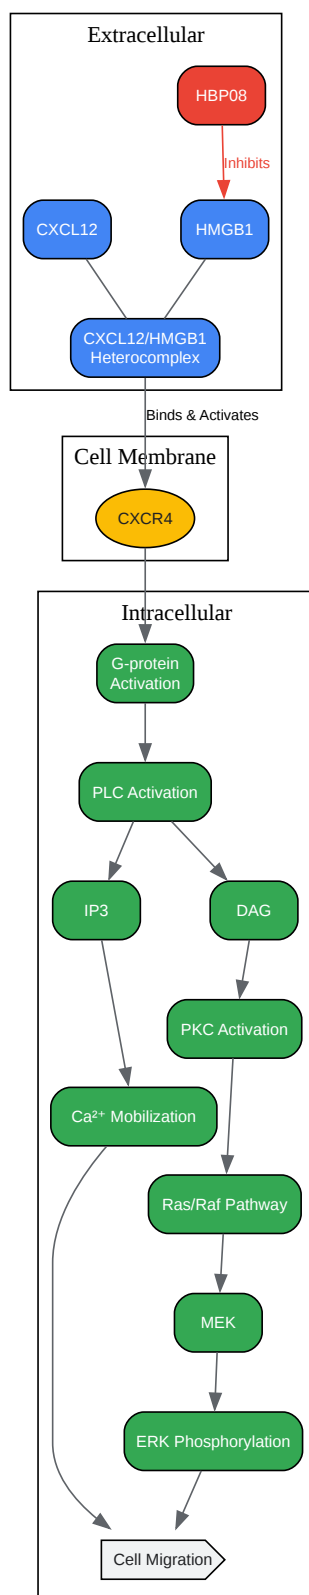 Extracellular
HBP08
Inhibits
CXCL12
HMGB1
CXCL12/HMGB1
Heterocomplex
Binds & Activates
Cell Membrane
CXCR4
Intracellular
G-protein
Activation
PLC Activation
IP3
DAG
PKC Activation
Ca²⁺ Mobilization
Ras/Raf Pathway
MEK
ERK Phosphorylation
Cell Migration